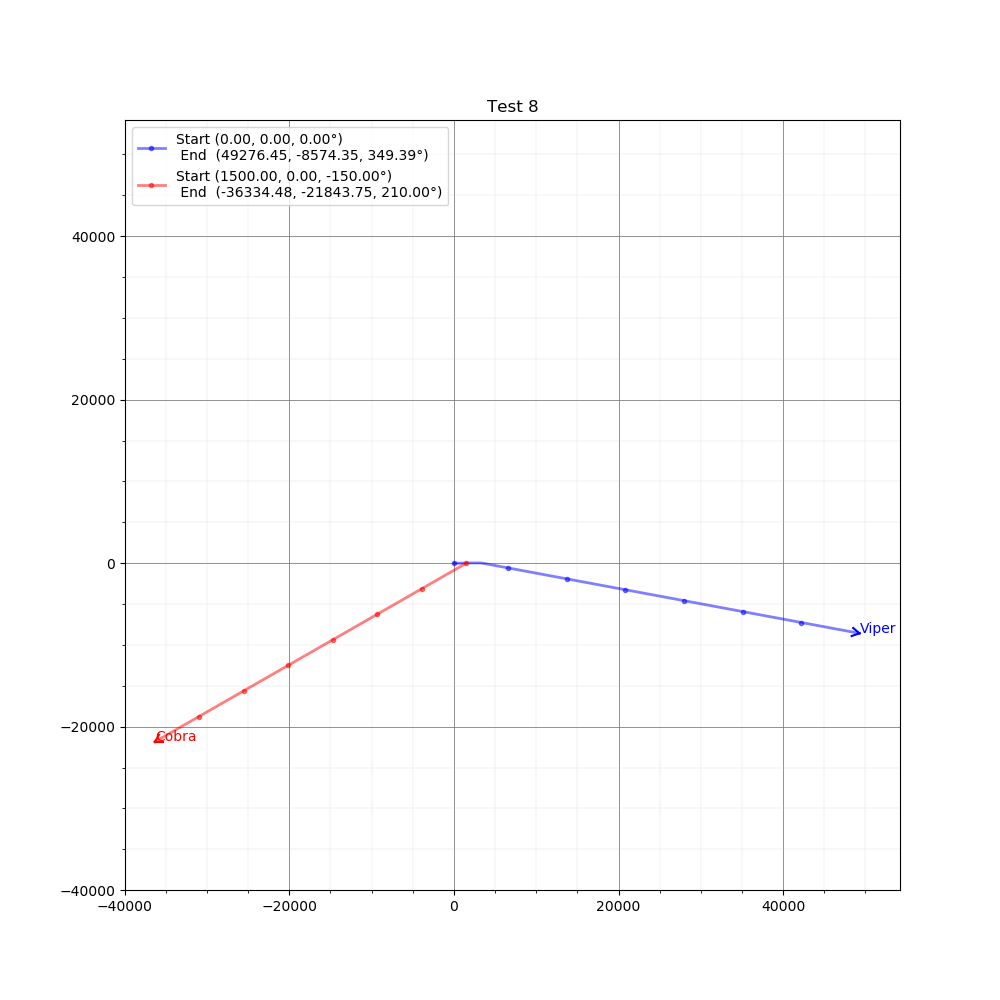 Test 8
Start (0.00, 0.00, 0.00°)
End (49276.45, -8574.35, 349.39°)
Start (1500.00, 0.00, -150.00°)
End (-36334.48, -21843.75, 210.00°)
40000
20000
0
Viper
−20000
Cobra
−40000
−40000 −20000 0 20000 40000